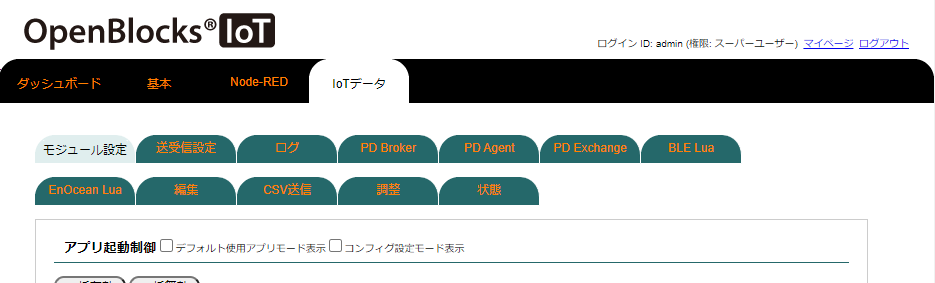 OpenBlocks® IoT
ログイン ID: admin (権限: スーパーユーザー) マイページ ログアウト
ダッシュボード 基本 Node-RED IoTデータ
モジュール設定 送受信設定 ログ PD Broker PD Agent PD Exchange BLE Lua
EnOcean Lua 編集 CSV送信 調整 状態
アプリ起動制御 デフォルト使用アプリモード表示 コンフィグ設定モード表示